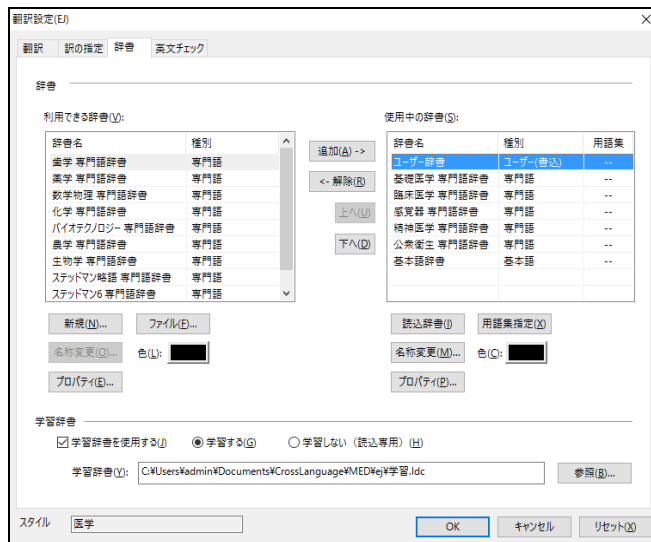 翻訳設定(EJ)
翻訳 訳の指定 辞書 英文チェック
辞書
利用できる辞書(V):
辞書名 種別
歯学 専門語辞書 専門語
薬学 専門語辞書 専門語
数学物理 専門語辞書 専門語
化学 専門語辞書 専門語
バイオテクノロジー 専門語辞書 専門語
農学 専門語辞書 専門語
生物学 専門語辞書 専門語
ステッドマン略語 専門語辞書 専門語
ステッドマン6 専門語辞書 専門語
追加(A) ->
<- 解除(R)
上へ(U)
下へ(D)
使用中の辞書(S):
辞書名 種別 用語集
ユーザー辞書 ユーザー(書込) --
基礎医学 専門語辞書 専門語 --
臨床医学 専門語辞書 専門語 --
感覚器 専門語辞書 専門語 --
精神医学 専門語辞書 専門語 --
公衆衛生 専門語辞書 専門語 --
基本語辞書 基本語 --
新規(N)... ファイル(F)...
名称変更(O)... 色(L):
プロパティ(E)...
読込辞書(I) 用語集指定(X)
名称変更(M)... 色(C):
プロパティ(P)...
学習辞書
学習辞書を使用する(J) 学習する(G) 学習しない（読込専用）(H)
学習辞書(Y): C:¥Users¥admin¥Documents¥CrossLanguage¥MED¥ej¥学習.ldc 参照(B)...
スタイル 医学 OK キャンセル リセット(X)